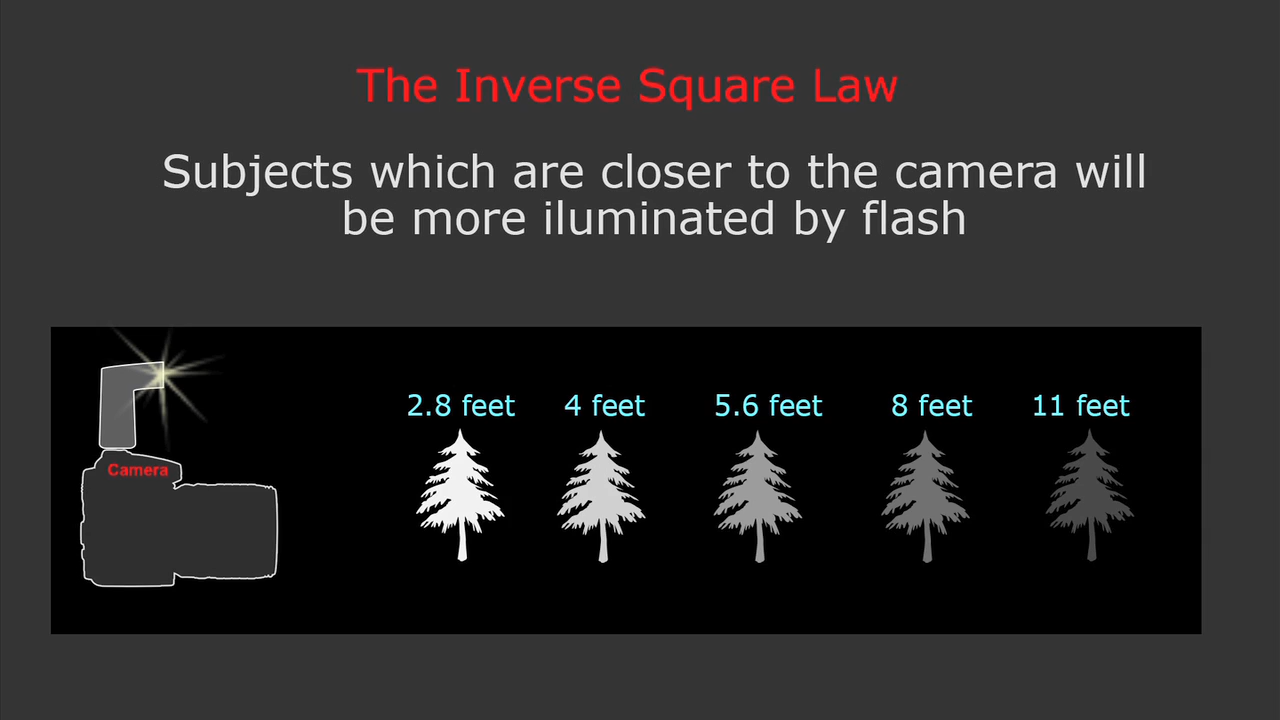 The Inverse Square Law
Subjects which are closer to the camera will
be more iluminated by flash
2.8 feet 4 feet 5.6 feet 8 feet 11 feet
Camera